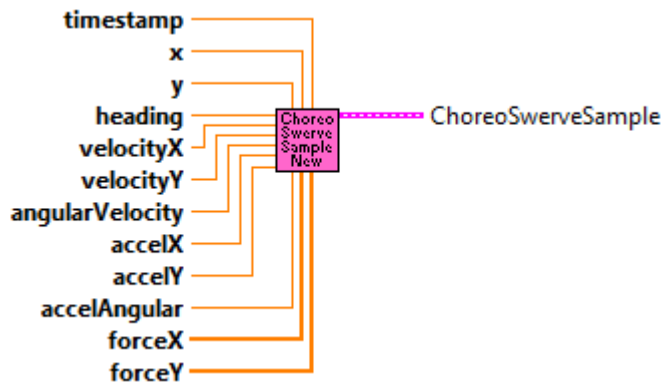 timestamp
x
y
heading
velocityX
velocityY
angularVelocity
accelX
accelY
accelAngular
forceX
forceY
Choreo
Swerve
Sample
New
ChoreoSwerveSample